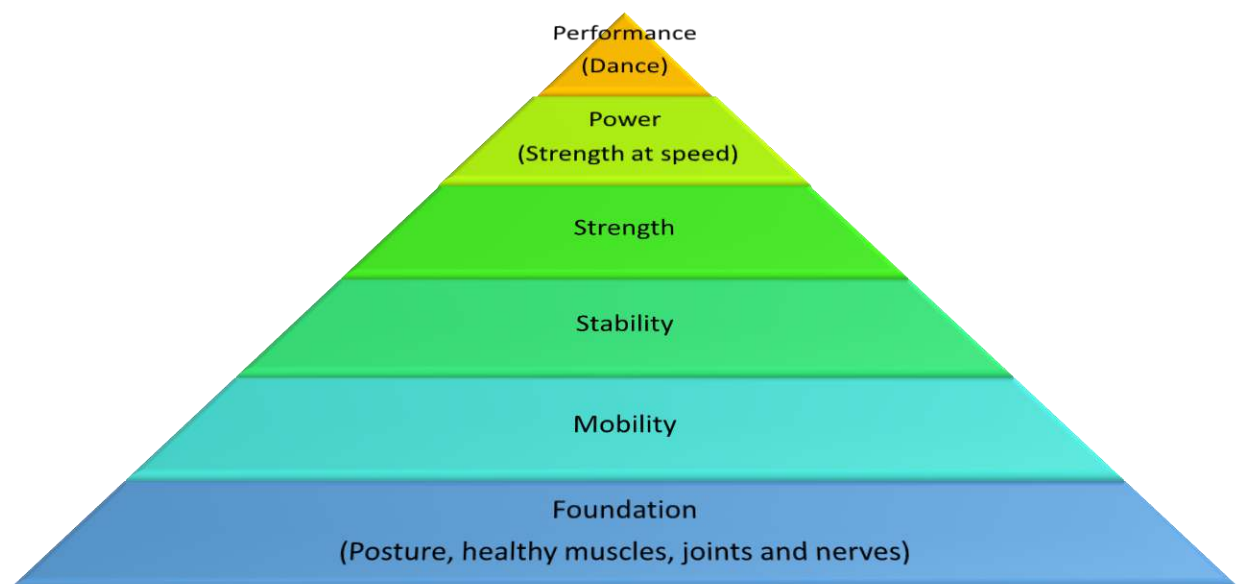 Performance
(Dance)
Power
(Strength at speed)
Strength
Stability
Mobility
Foundation
(Posture, healthy muscles, joints and nerves)